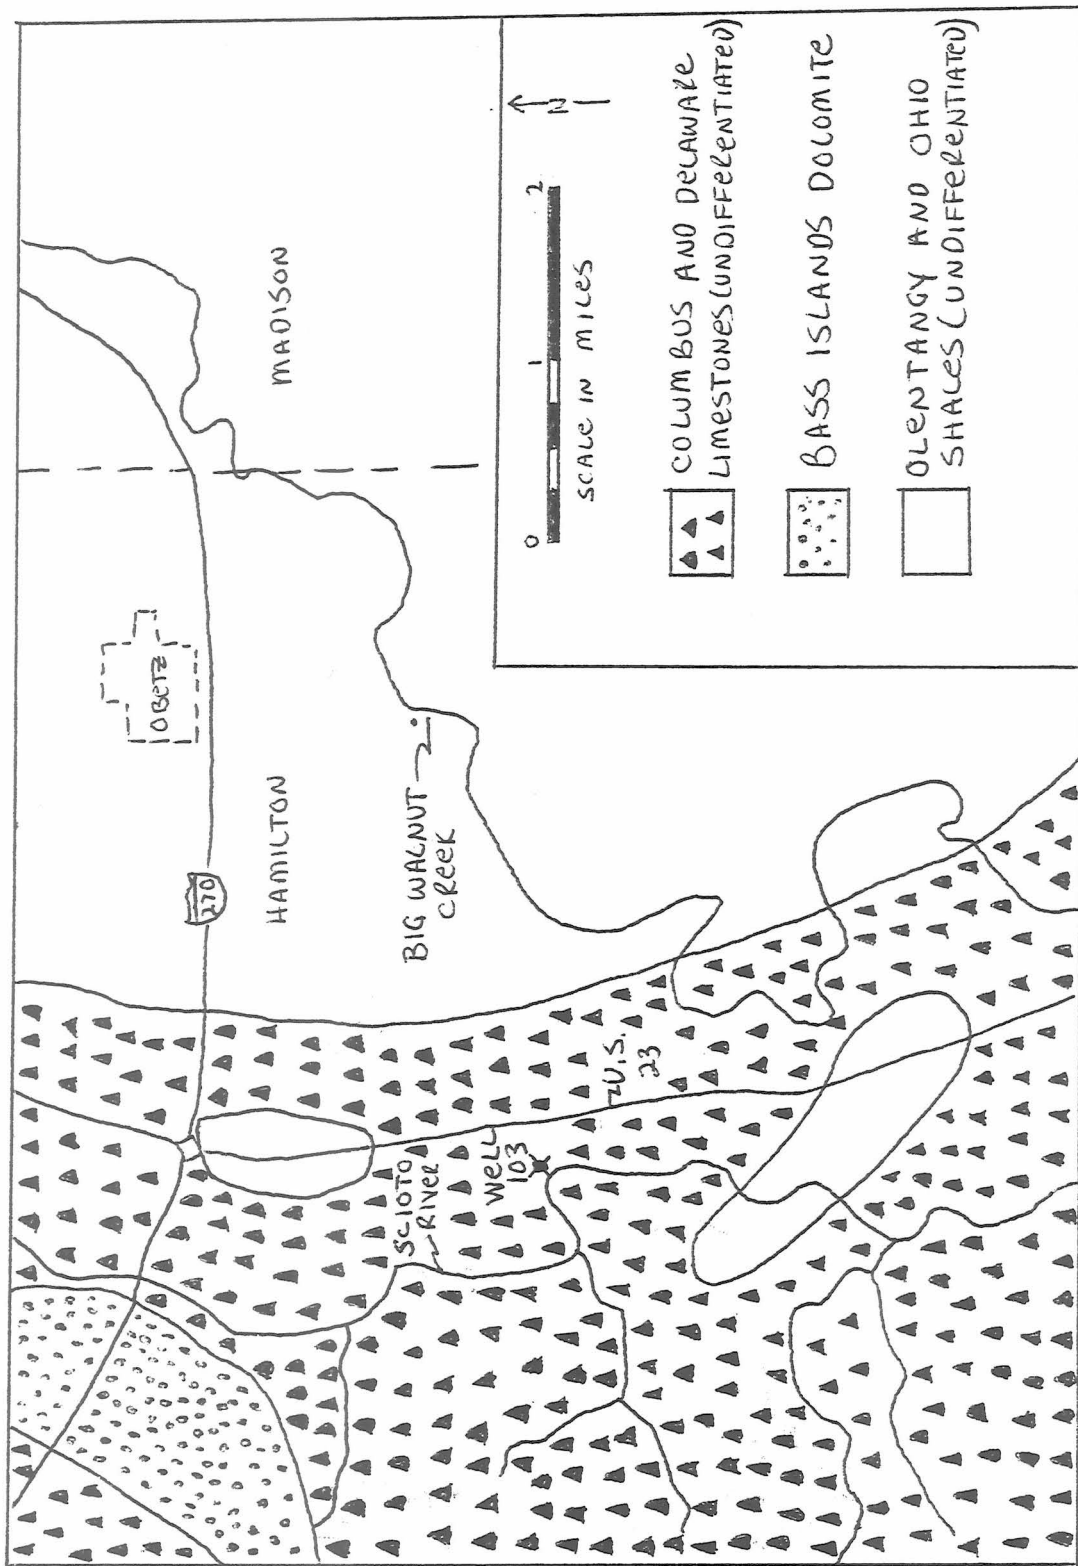 OBETZ
270
HAMILTON
MADISON
BIG WALNUT
CREEK
SCIOTO
RIVER
WELL
103
U.S.
23
N
0 1 2
SCALE IN MILES
COLUMBUS AND DELAWARE
LIMESTONES (UNDIFFERENTIATED)
BASS ISLANDS DOLOMITE
OLENTANGY AND OHIO
SHALES (UNDIFFERENTIATED)